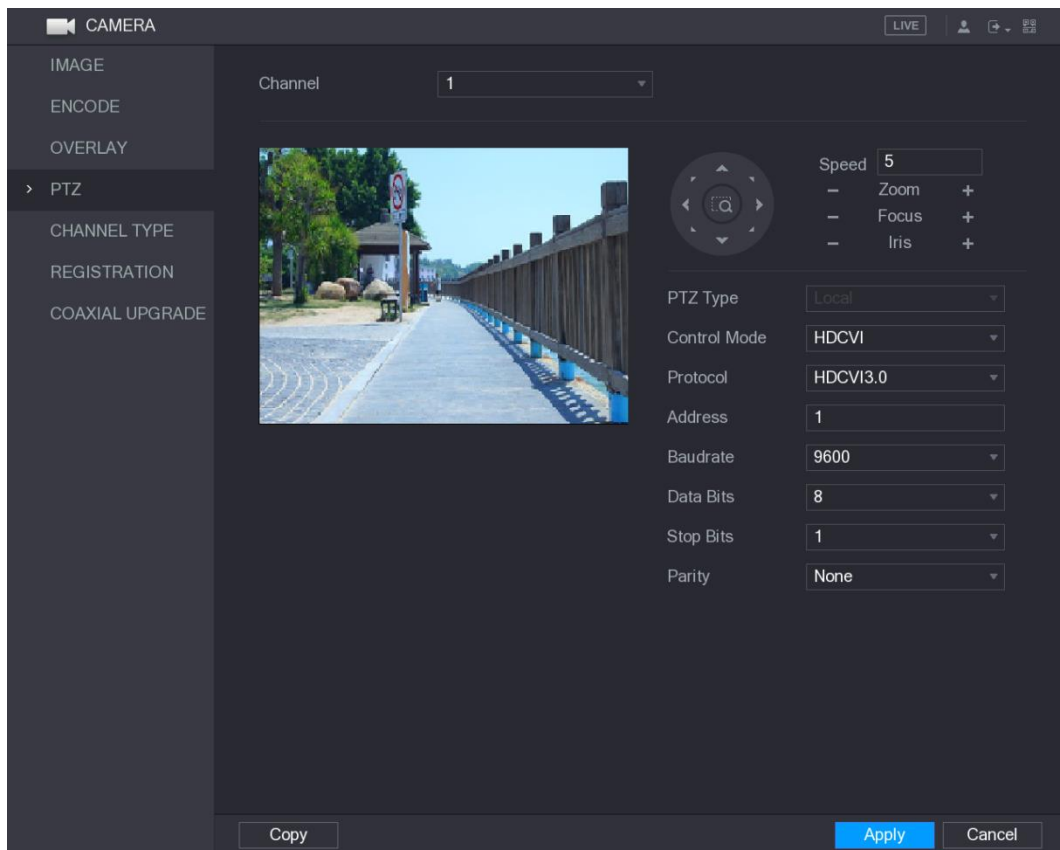 CAMERA
LIVE
IMAGE
ENCODE
OVERLAY
> PTZ
CHANNEL TYPE
REGISTRATION
COAXIAL UPGRADE
Channel 1
Speed 5
− Zoom +
− Focus +
− Iris +
PTZ Type Local
Control Mode HDCVI
Protocol HDCVI3.0
Address 1
Baudrate 9600
Data Bits 8
Stop Bits 1
Parity None
Copy Apply Cancel